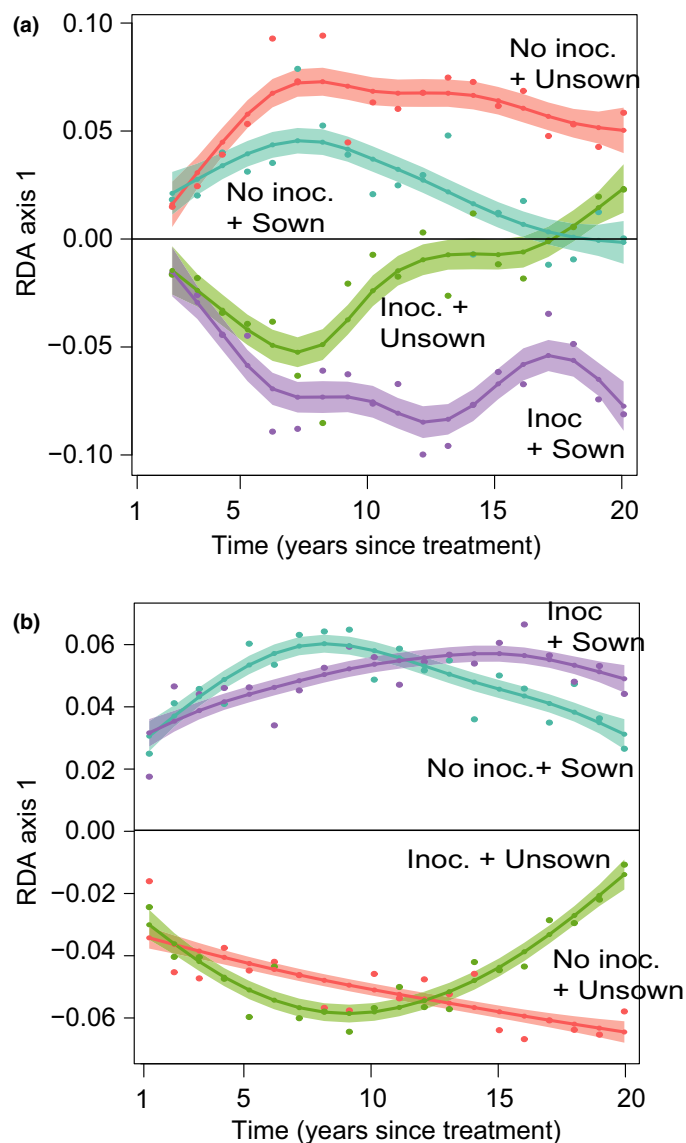 (a)
0.10
0.05
0.00
−0.05
−0.10
RDA axis 1
No inoc.
+ Unsown
No inoc.
+ Sown
Inoc. +
Unsown
Inoc
+ Sown
1
5
10
15
20
Time (years since treatment)
(b)
0.06
0.04
0.02
0.00
−0.02
−0.04
−0.06
RDA axis 1
Inoc
+ Sown
No inoc.+ Sown
Inoc. + Unsown
No inoc.
+ Unsown
1
5
10
15
20
Time (years since treatment)